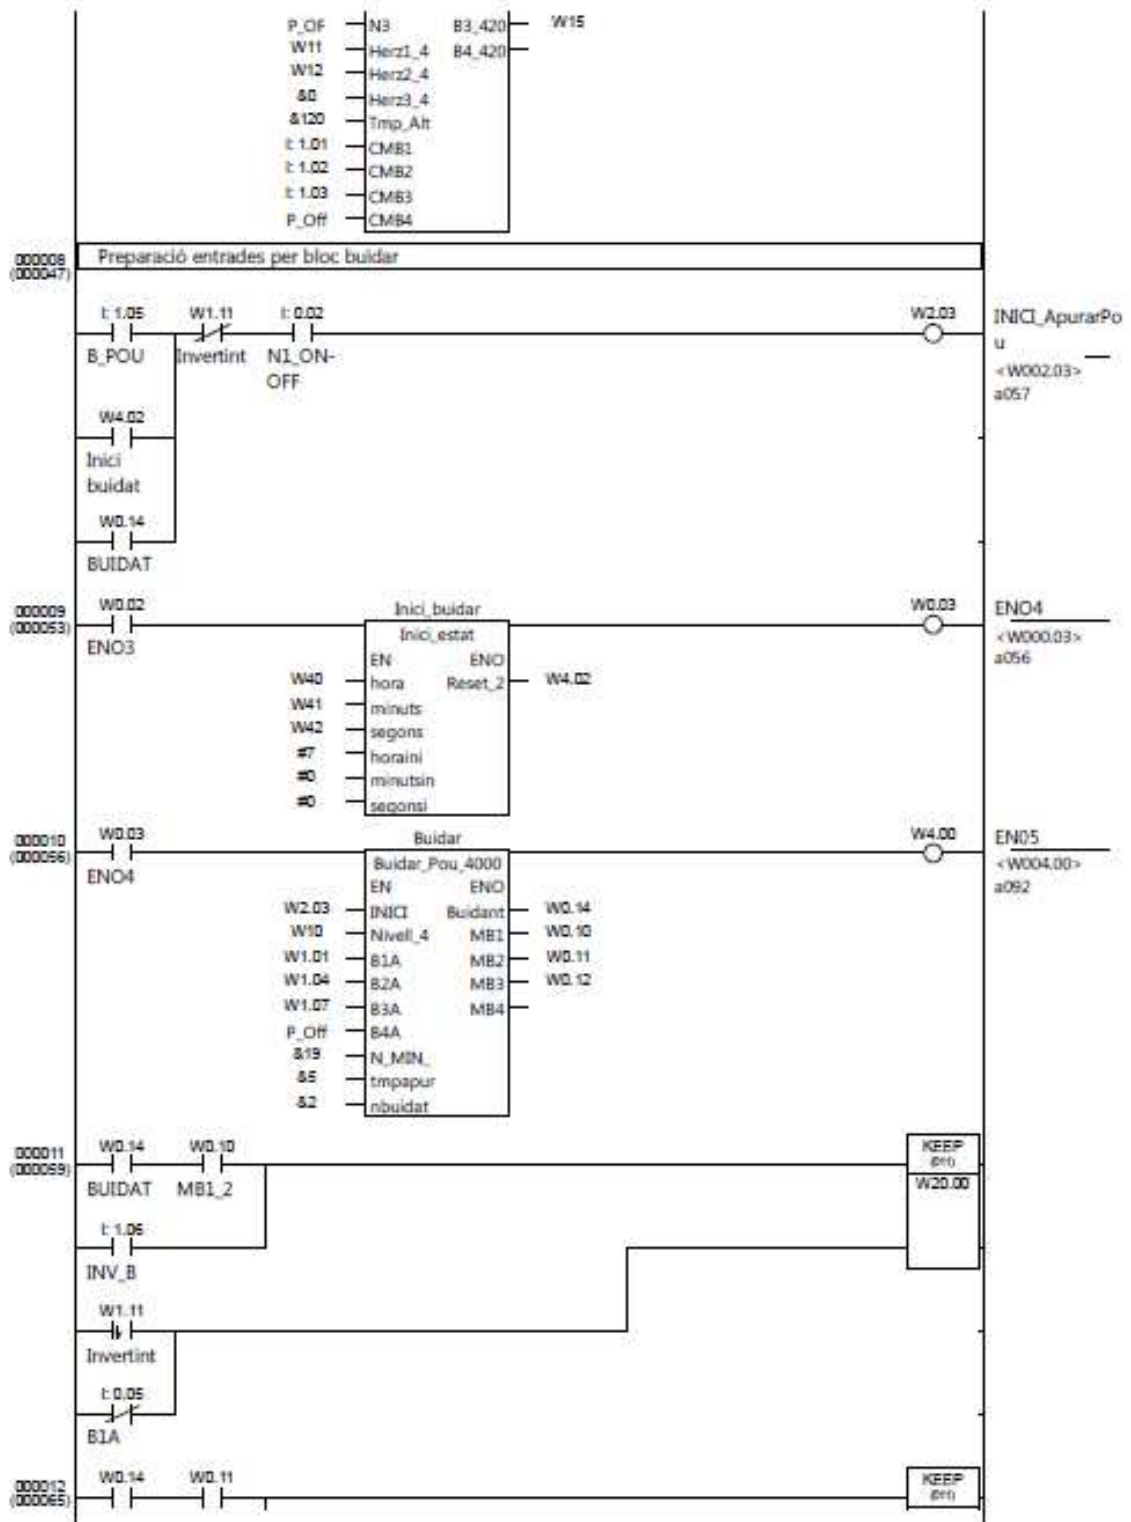 P_OF N3 B3_420 W15
W11 Herz1_4 B4_420
W12 Herz2_4
&0 Herz3_4
&120 Tmp_Alt
I: 1.01 CMB1
I: 1.02 CMB2
I: 1.03 CMB3
P_Off CMB4
000008 Preparació entrades per bloc buidar
(000047)
I: 1.05 W1.11 I: 0.02 W2.03 INICI_ApurarPo
u
B_POU Invertint N1_ON-
OFF
<W002.03>
a057
W4.02
Inici
buidat
W0.14
BUIDAT
000009 W0.02 Inici_buidar W0.03 ENO4
(000053) ENO3 Inici_estat <W000.03>
EN ENO a056
W40 hora Reset_2 W4.02
W41 minuts
W42 segons
#7 horaini
#0 minutsin
#0 segonsi
000010 W0.03 Buidar W4.00 EN05
(000056) ENO4 Buidar_Pou_4000 <W004.00>
EN ENO a092
W2.03 INICI Buidant W0.14
W10 Nivell_4 MB1 W0.10
W1.01 B1A MB2 W0.11
W1.04 B2A MB3 W0.12
W1.07 B3A MB4
P_Off B4A
&19 N_MIN_
&5 tmpapur
&2 nbuidat
000011 W0.14 W0.10 KEEP
(000059) (011)
BUIDAT MB1_2 W20.00
I: 1.06
INV_B
W1.11
Invertint
I: 0.05
B1A
000012 W0.14 W0.11 KEEP
(000065) (011)